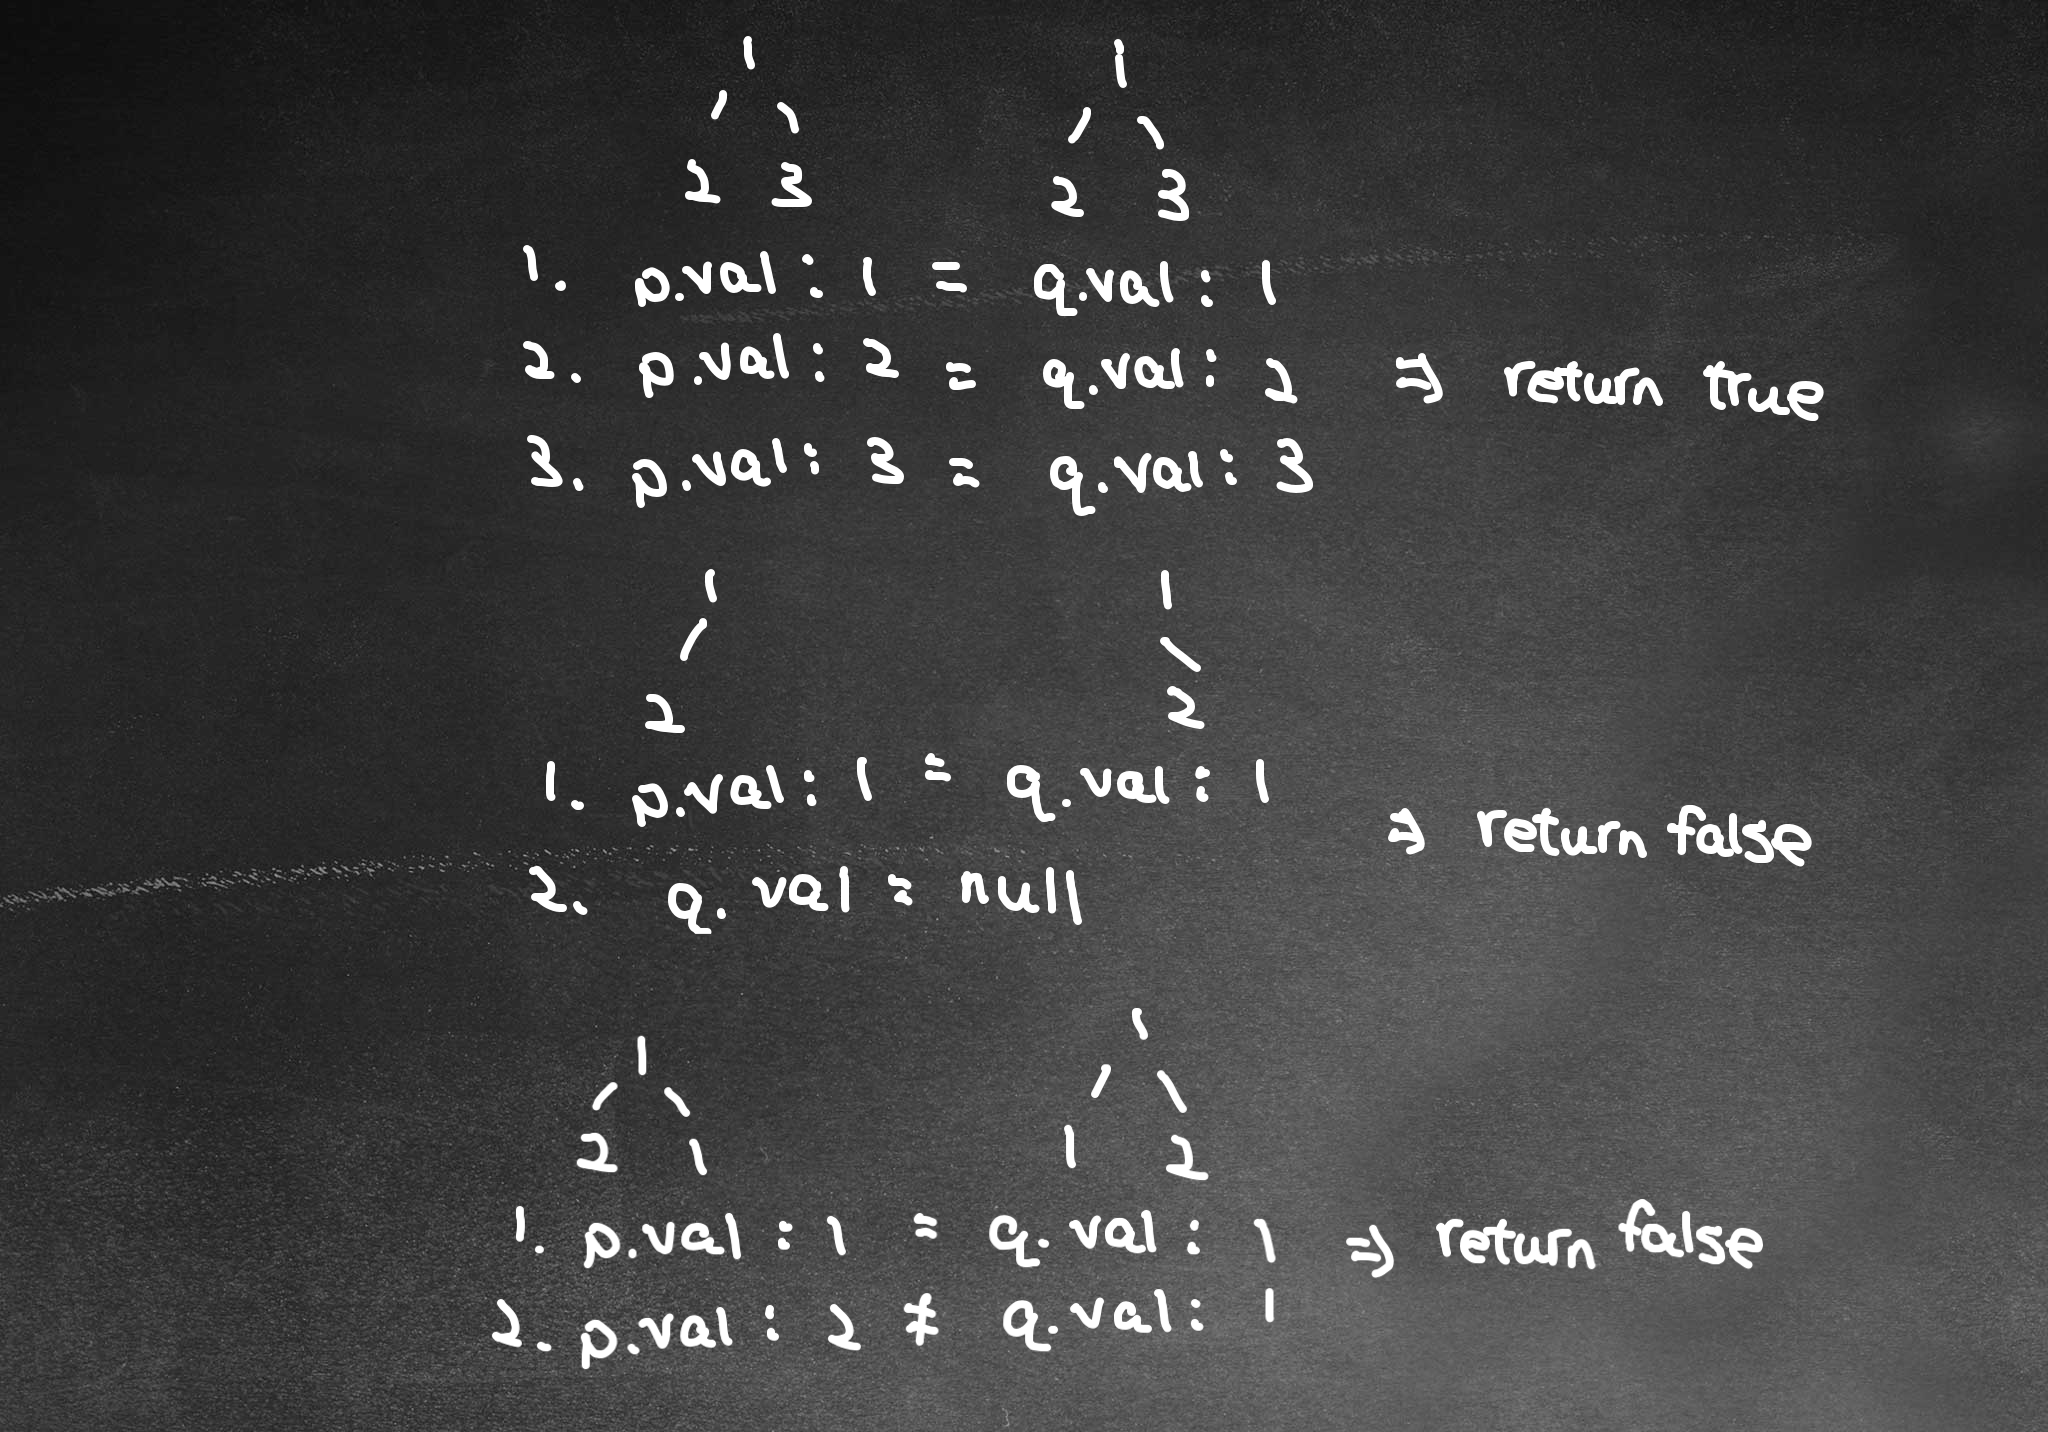 1 1
2 3 2 3
1. p.val : 1 = q.val : 1
2. p.val : 2 = q.val : 2 ⇒ return true
3. p.val : 3 = q.val : 3
1 1
2 2
1. p.val : 1 = q.val : 1
⇒ return false
2. q.val = null
1 1
2 1 1 2
1. p.val : 1 = q.val : 1 ⇒ return false
2. p.val : 2 ≠ q.val : 1